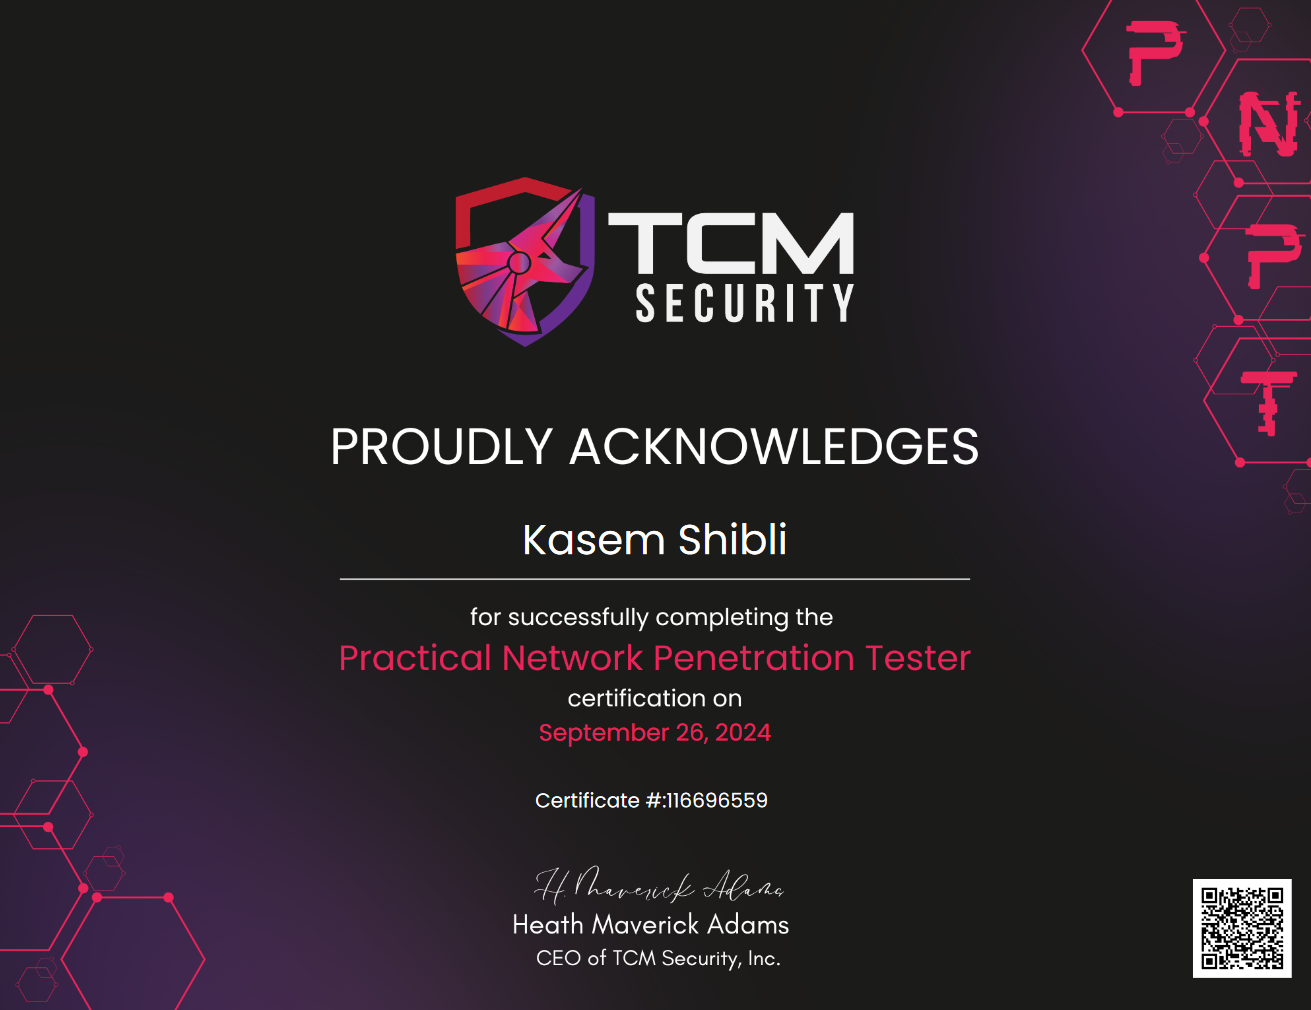 P
N
P
T
TCM
SECURITY
PROUDLY ACKNOWLEDGES
Kasem Shibli
for successfully completing the
Practical Network Penetration Tester
certification on
September 26, 2024
Certificate #:116696559
H. Maverick Adams
Heath Maverick Adams
CEO of TCM Security, Inc.